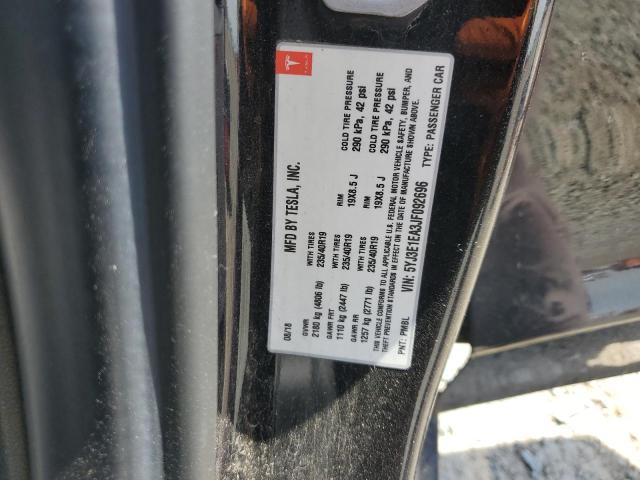 TESLA
MFD BY TESLA, INC.
08/18
GVWR
2180 kg (4806 lb)
WITH TIRES
235/40R19
GAWR FRT
1110 kg (2447 lb)
WITH TIRES
235/40R19
RIM
19X8.5 J
COLD TIRE PRESSURE
290 kPa, 42 psi
GAWR RR
1257 kg (2771 lb)
WITH TIRES
235/40R19
RIM
19X8.5 J
COLD TIRE PRESSURE
290 kPa, 42 psi
THIS VEHICLE CONFORMS TO ALL APPLICABLE U.S. FEDERAL MOTOR VEHICLE SAFETY, BUMPER, AND
THEFT PREVENTION STANDARDS IN EFFECT ON THE DATE OF MANUFACTURE SHOWN ABOVE.
VIN: 5YJ3E1EA3JF092696
PNT: PMBL
TYPE: PASSENGER CAR